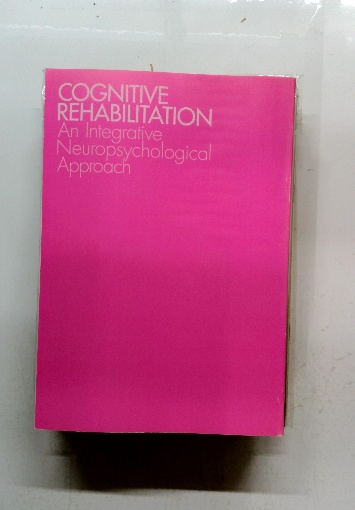 COGNITIVE
REHABILITATION
An Integrative
Neuropsychological
Approach